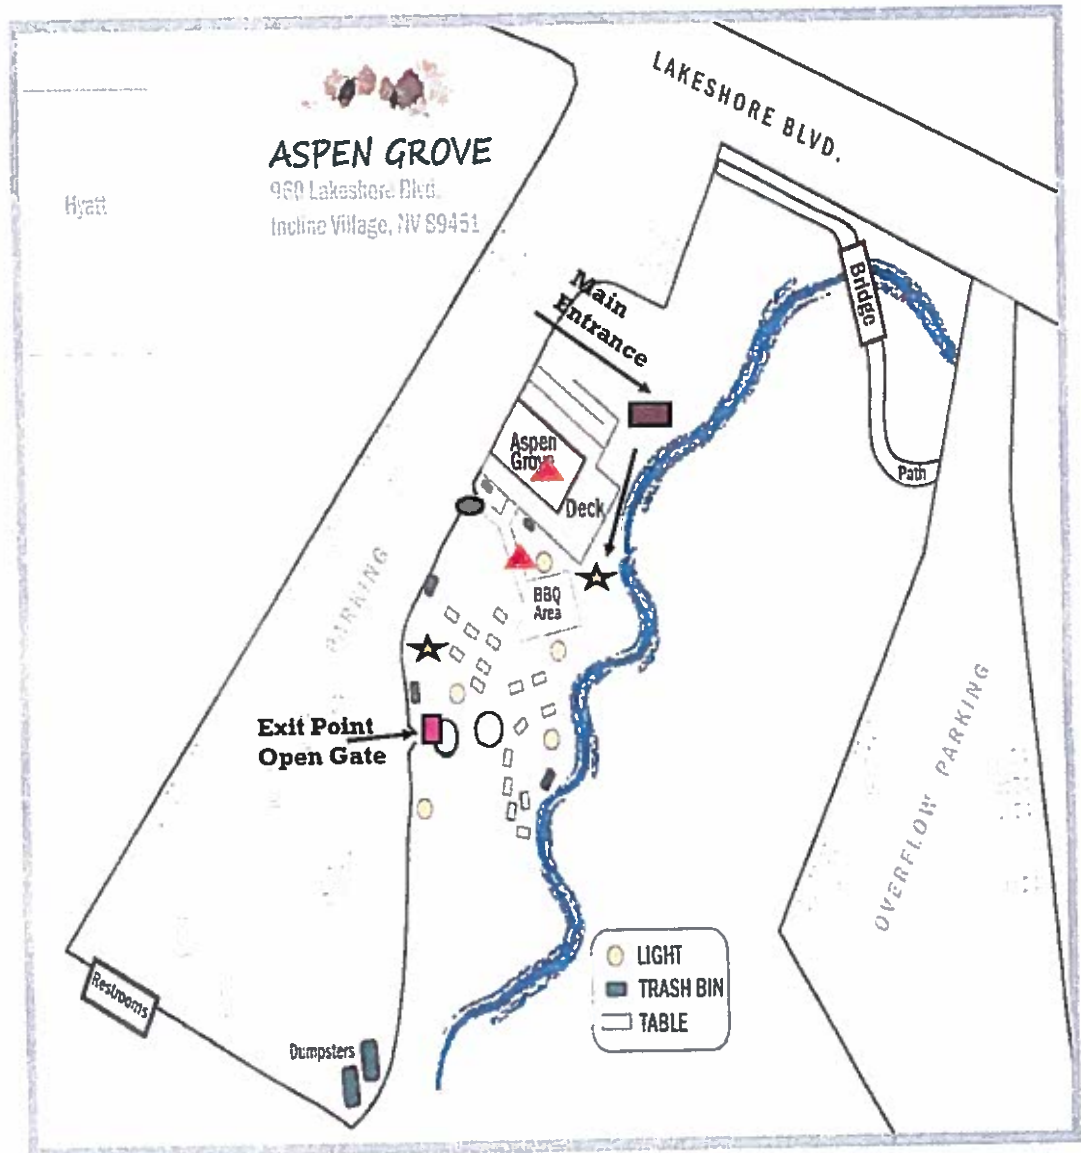 LAKESHORE BLVD.
ASPEN GROVE
960 Lakeshore Blvd.
Incline Village, NV 89451
Hyatt
Bridge
Main
Entrance
Aspen
Grove
Path
Deck
BBQ
Area
PARKING
Exit Point
Open Gate
OVERFLOW PARKING
LIGHT
TRASH BIN
TABLE
Restrooms
Dumpsters